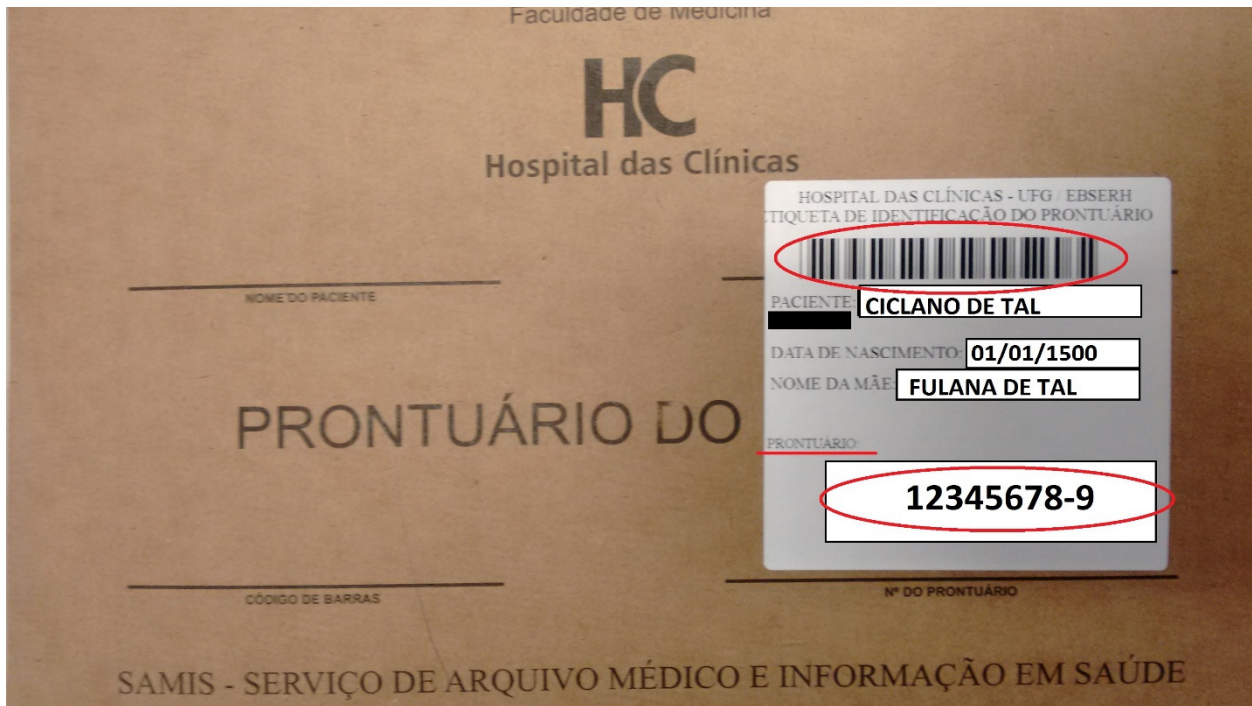 Faculdade de Medicina
HC
Hospital das Clínicas
HOSPITAL DAS CLÍNICAS - UFG / EBSERH
TIQUETA DE IDENTIFICAÇÃO DO PRONTUÁRIO
NOME DO PACIENTE
PACIENTE: CICLANO DE TAL
DATA DE NASCIMENTO: 01/01/1500
NOME DA MÃE: FULANA DE TAL
PRONTUÁRIO DO
PRONTUÁRIO:
12345678-9
CÓDIGO DE BARRAS
Nº DO PRONTUÁRIO
SAMIS - SERVIÇO DE ARQUIVO MÉDICO E INFORMAÇÃO EM SAÚDE